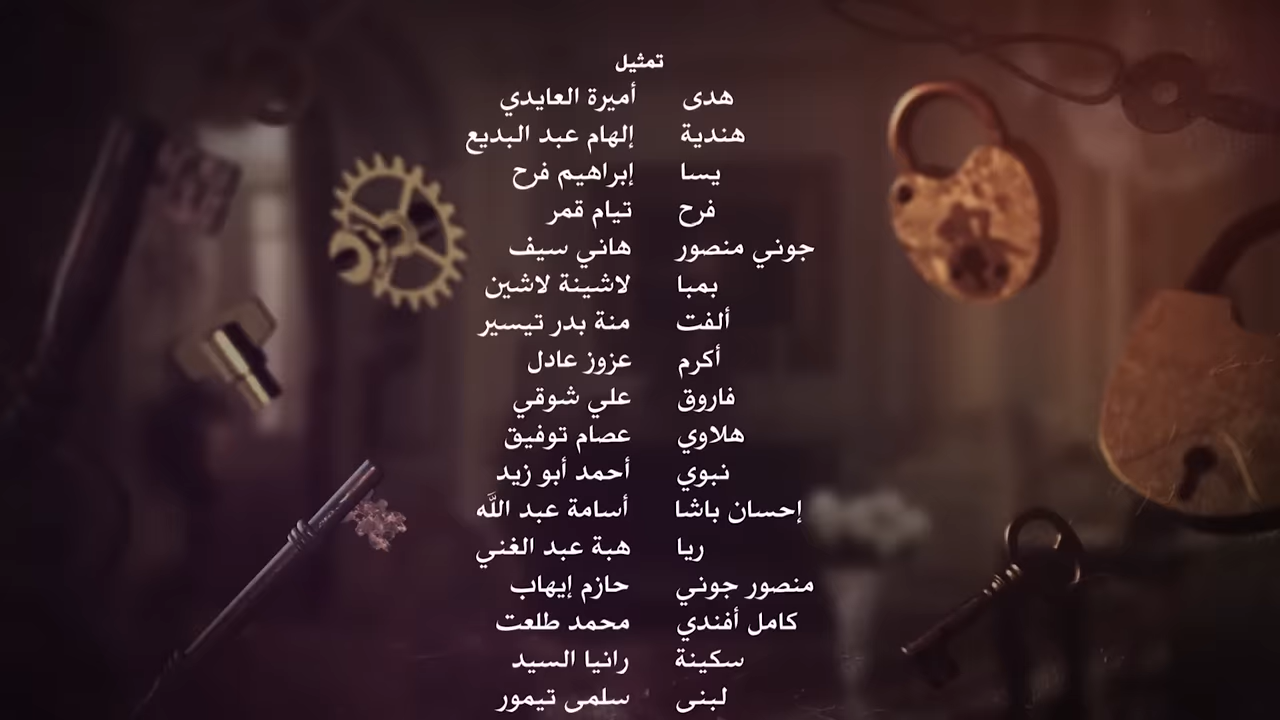 تمثيل
هدى أميرة العايدي
هندية إلهام عبد البديع
يسا إبراهيم فرح
فرح تيام قمر
جوني منصور هاني سيف
بمبا لاشينة لاشين
ألفت منة بدر تيسير
أكرم عزوز عادل
فاروق علي شوقي
هلاوي عصام توفيق
نبوي أحمد أبو زيد
إحسان باشا أسامة عبد اللَّه
ريا هبة عبد الغني
منصور جوني حازم إيهاب
كامل أفندي محمد طلعت
سكينة رانيا السيد
لبنى سلمى تيمور